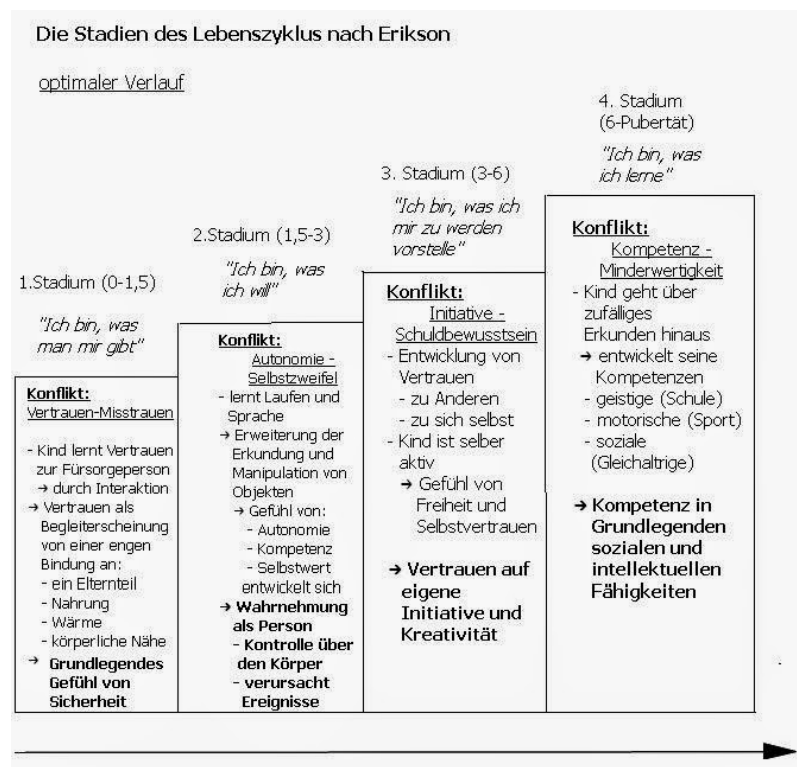 Die Stadien des Lebenszyklus nach Erikson
optimaler Verlauf
1.Stadium (0-1,5)
"Ich bin, was
man mir gibt"
Konflikt:
Vertrauen-Misstrauen
- Kind lernt Vertrauen
zur Fürsorgeperson
→ durch Interaktion
→ Vertrauen als
Begleiterscheinung
von einer engen
Bindung an:
- ein Elternteil
- Nahrung
- Wärme
- körperliche Nähe
→ Grundlegendes
Gefühl von
Sicherheit
2.Stadium (1,5-3)
"Ich bin, was
ich will"
Konflikt:
Autonomie -
Selbstzweifel
- lernt Laufen und
Sprache
→ Erweiterung der
Erkundung und
Manipulation von
Objekten
→ Gefühl von:
- Autonomie
- Kompetenz
- Selbstwert
entwickelt sich
→ Wahrnehmung
als Person
- Kontrolle über
den Körper
- verursacht
Ereignisse
3. Stadium (3-6)
"Ich bin, was ich
mir zu werden
vorstelle"
Konflikt:
Initiative -
Schuldbewusstsein
- Entwicklung von
Vertrauen
- zu Anderen
- zu sich selbst
- Kind ist selber
aktiv
→ Gefühl von
Freiheit und
Selbstvertrauen
→ Vertrauen auf
eigene
Initiative und
Kreativität
4. Stadium
(6-Pubertät)
"Ich bin, was
ich lerne"
Konflikt:
Kompetenz -
Minderwertigkeit
- Kind geht über
zufälliges
Erkunden hinaus
→ entwickelt seine
Kompetenzen
- geistige (Schule)
- motorische (Sport)
- soziale
(Gleichaltrige)
→ Kompetenz in
Grundlegenden
sozialen und
intellektuellen
Fähigkeiten